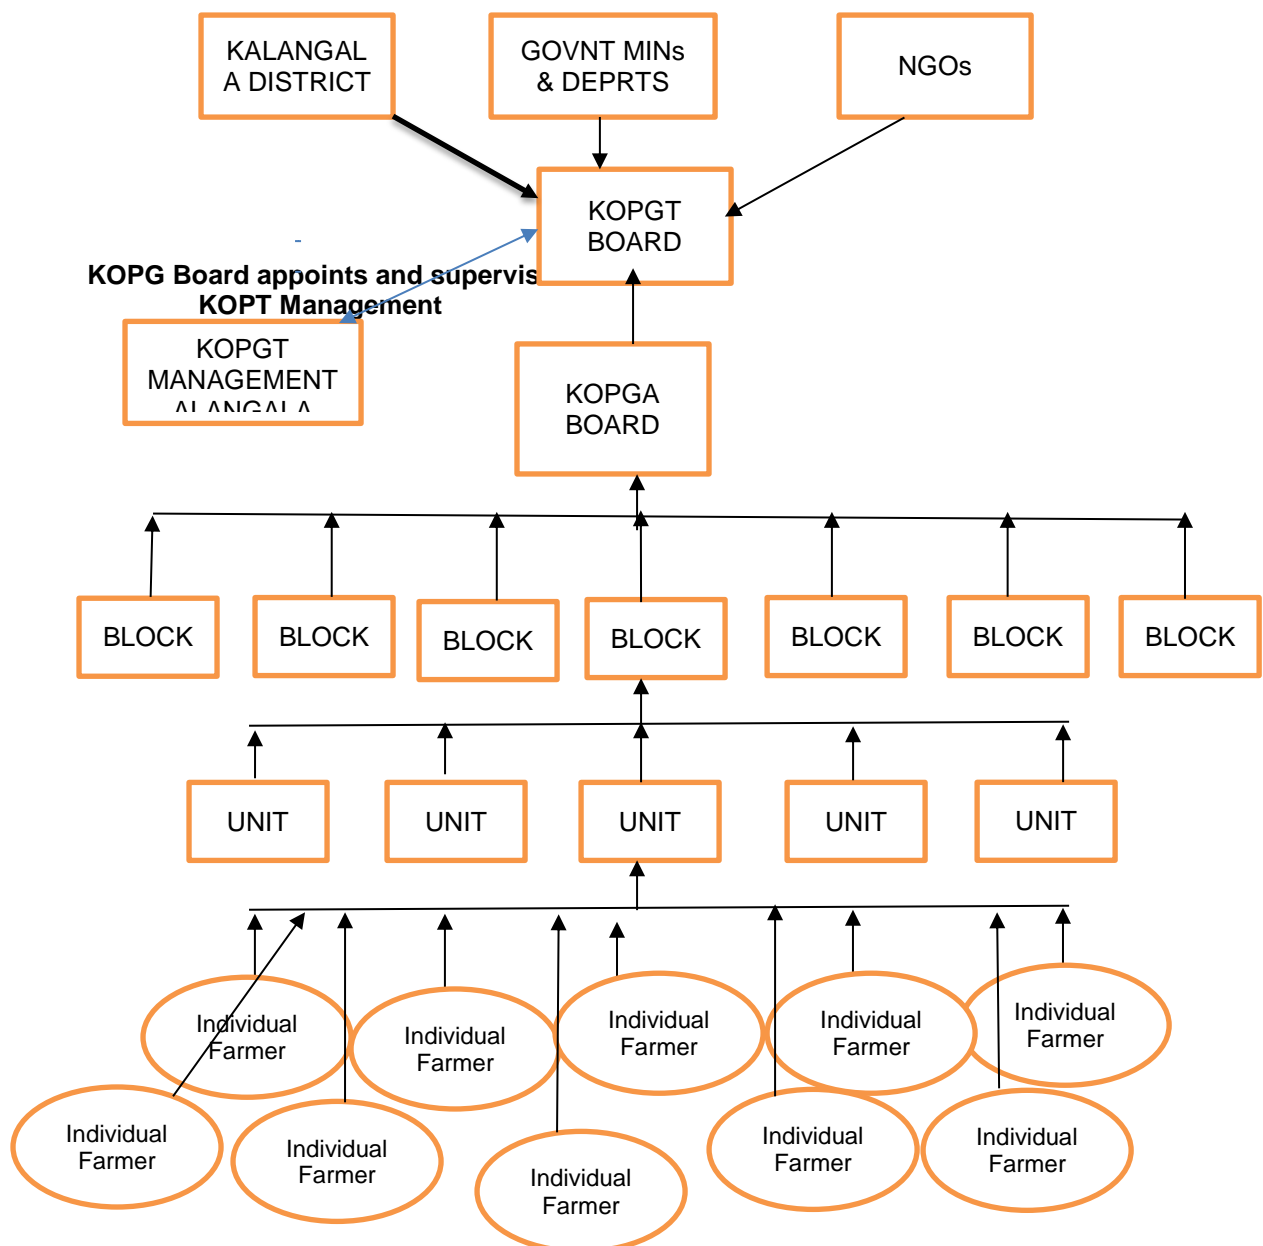 KALANGAL
A DISTRICT
GOVNT MINs
& DEPRTS
NGOs
KOPGT
BOARD
KOPG Board appoints and supervis
KOPT Management
KOPGT
MANAGEMENT
ALANGALA
KOPGA
BOARD
BLOCK
BLOCK
BLOCK
BLOCK
BLOCK
BLOCK
BLOCK
UNIT
UNIT
UNIT
UNIT
UNIT
Individual
Farmer
Individual
Farmer
Individual
Farmer
Individual
Farmer
Individual
Farmer
Individual
Farmer
Individual
Farmer
Individual
Farmer
Individual
Farmer
Individual
Farmer